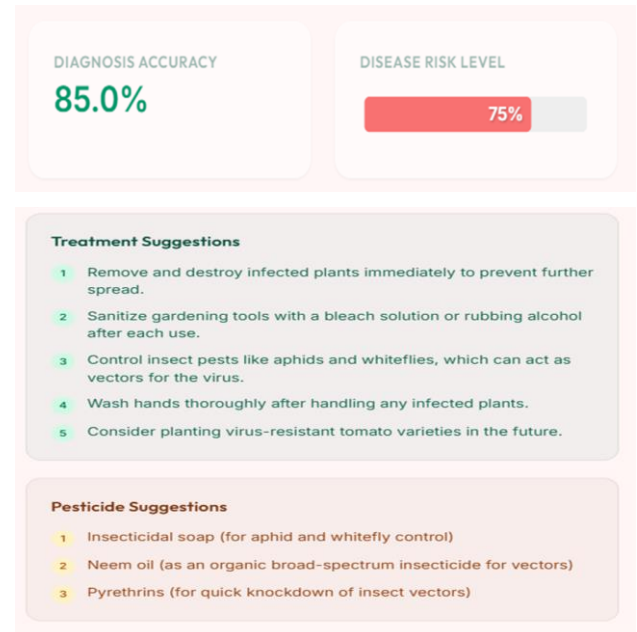 DIAGNOSIS ACCURACY
85.0%
DISEASE RISK LEVEL
75%
Treatment Suggestions
1 Remove and destroy infected plants immediately to prevent further
spread.
2 Sanitize gardening tools with a bleach solution or rubbing alcohol
after each use.
3 Control insect pests like aphids and whiteflies, which can act as
vectors for the virus.
4 Wash hands thoroughly after handling any infected plants.
5 Consider planting virus-resistant tomato varieties in the future.
Pesticide Suggestions
1 Insecticidal soap (for aphid and whitefly control)
2 Neem oil (as an organic broad-spectrum insecticide for vectors)
3 Pyrethrins (for quick knockdown of insect vectors)